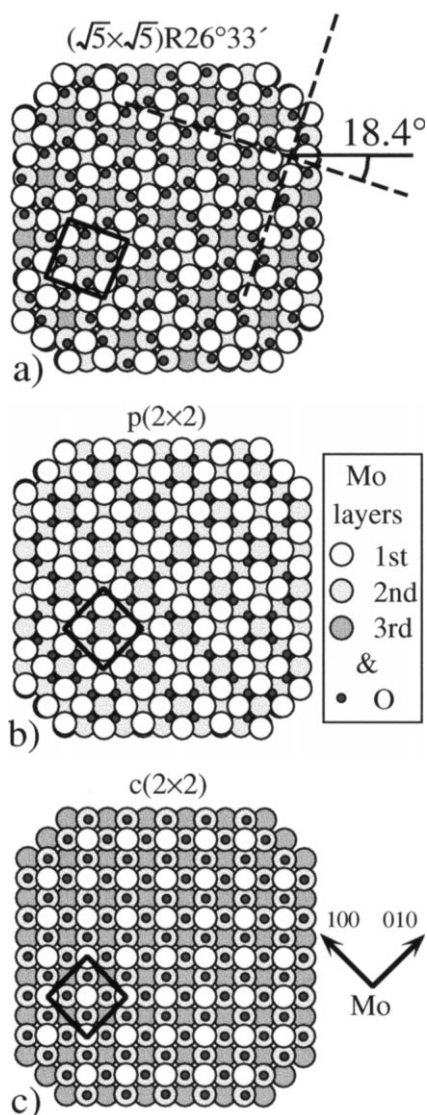 (√5×√5)R26°33´
18.4°
a)
p(2×2)
Mo
layers
1st
2nd
3rd
&
O
b)
c(2×2)
100 010
Mo
c)